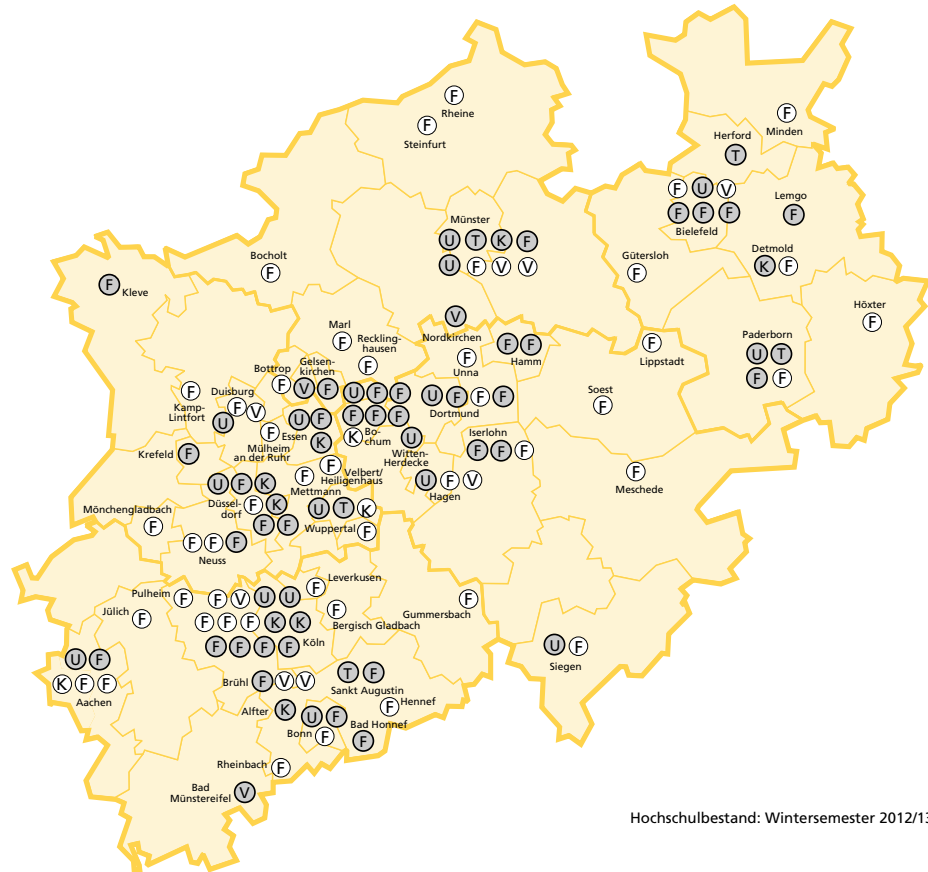 F
Rheine
F
Steinfurt
F
Minden
Herford
T
F U V
F F F
Bielefeld
Lemgo
F
Detmold
K F
Münster
U T K F
U F V V
Bocholt
F
Gütersloh
F
F
Kleve
Höxter
F
V
Nordkirchen
Marl
F
Reckling-
hausen
F
F
Unna
F F
Hamm
F
Lippstadt
Paderborn
U T
F F
Bottrop
F
Gelsen-
kirchen
V F
U F F
F F F
K
Bo-
chum
U F F F
Dortmund
Soest
F
F
Kamp-
Lintfort
Duisburg
F V
U
F
Mülheim
an der Ruhr
U F
Essen
K
U
Witten-
Herdecke
Iserlohn
F F F
Krefeld
F
F
Velbert/
Heiligenhaus
F
Mettmann
U F V
Hagen
F
Meschede
U F K
Düssel-
dorf
F K
F F
U T K
Wuppertal
F
Mönchengladbach
F
F F F
Neuss
Leverkusen
F
Pulheim
F
F V U U
F F F K K
F F F F
Köln
F
Bergisch Gladbach
Gummersbach
F
Jülich
F
U F
Siegen
U F
K F F
Aachen
Brühl
F V V
T F
Sankt Augustin
Hennef
F
Alfter
K
U F
Bonn
F
Bad Honnef
F
Rheinbach
F
Bad
Münstereifel
V
Hochschulbestand: Wintersemester 2012/13